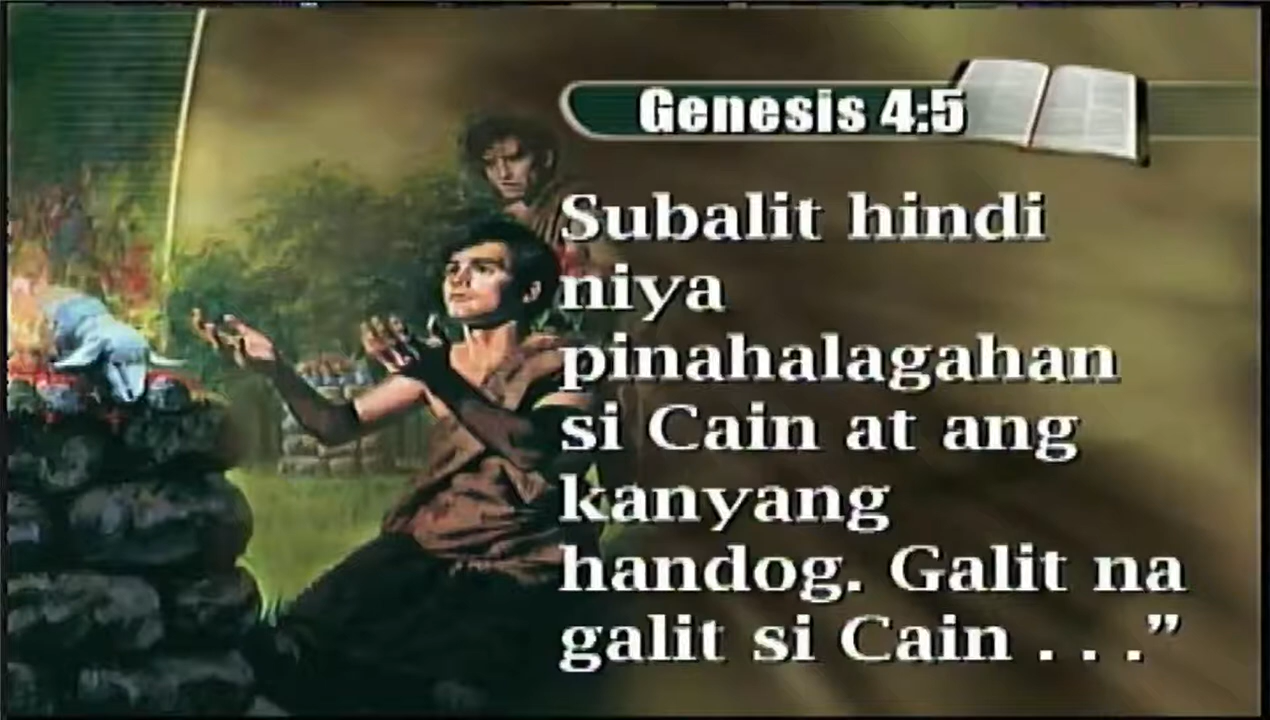 Genesis 4:5
Subalit hindi
niya
pinahalagahan
si Cain at ang
kanyang
handog. Galit na
galit si Cain . . .”